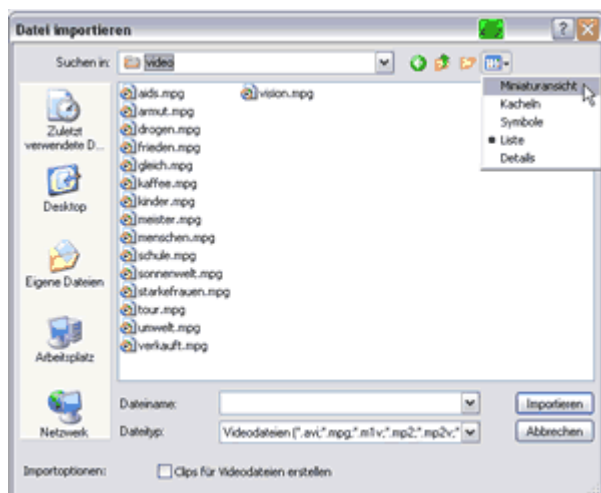 Datei importieren
Suchen in:
video
Miniaturansicht
Kacheln
Symbole
Liste
Details
Zuletzt
verwendete D...
Desktop
Eigene Dateien
Arbeitsplatz
Netzwerk
aids.mpg
armut.mpg
drogen.mpg
frieden.mpg
gleich.mpg
kaffee.mpg
kinder.mpg
meister.mpg
menschen.mpg
schule.mpg
sonnenwelt.mpg
starkefrauen.mpg
tour.mpg
umwelt.mpg
verkauft.mpg
vision.mpg
Dateiname:
Importieren
Dateityp:
Videodateien (*.avi;*.mpg;*.m1v;*.mp2;*.mp2v;*
Abbrechen
Importoptionen:
Clips für Videodateien erstellen